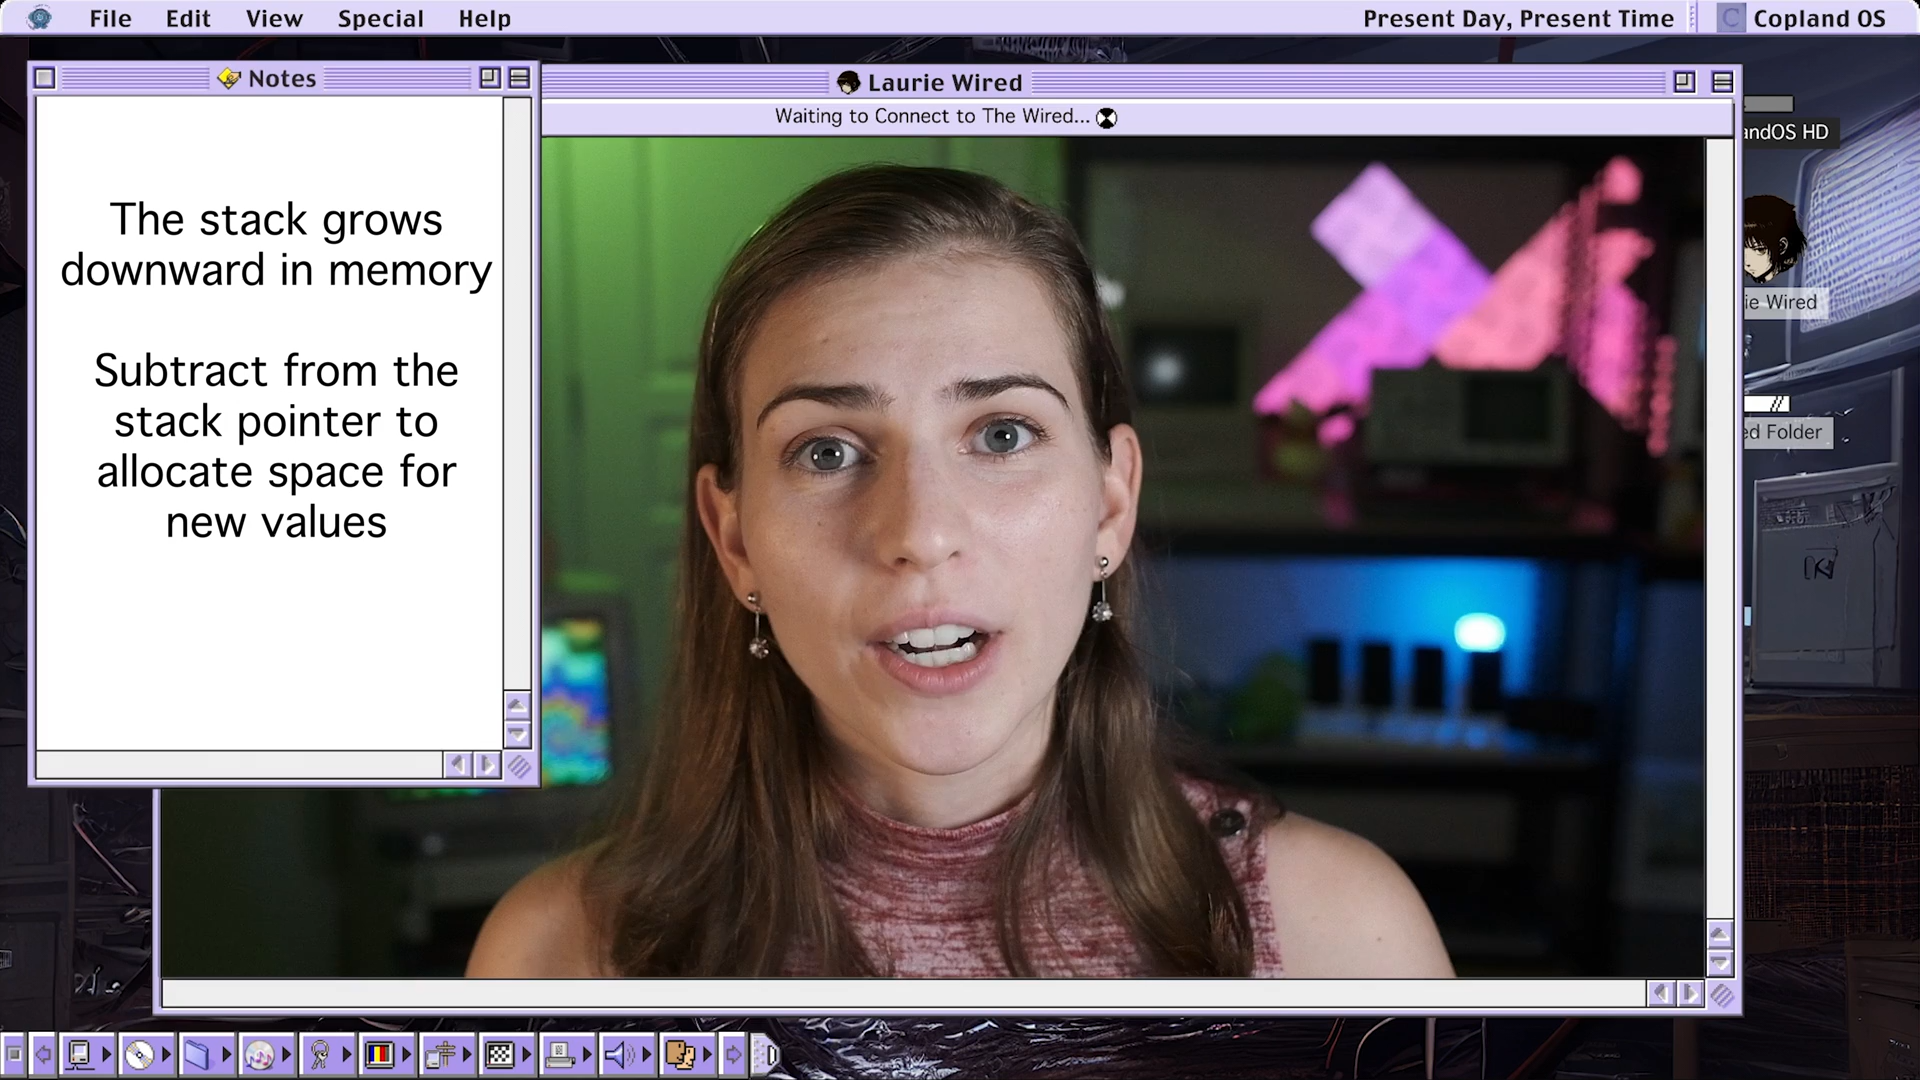 File Edit View Special Help Present Day, Present Time Copland OS
Notes
The stack grows
downward in memory
Subtract from the
stack pointer to
allocate space for
new values
Laurie Wired
Waiting to Connect to The Wired...
andOS HD
ie Wired
ed Folder